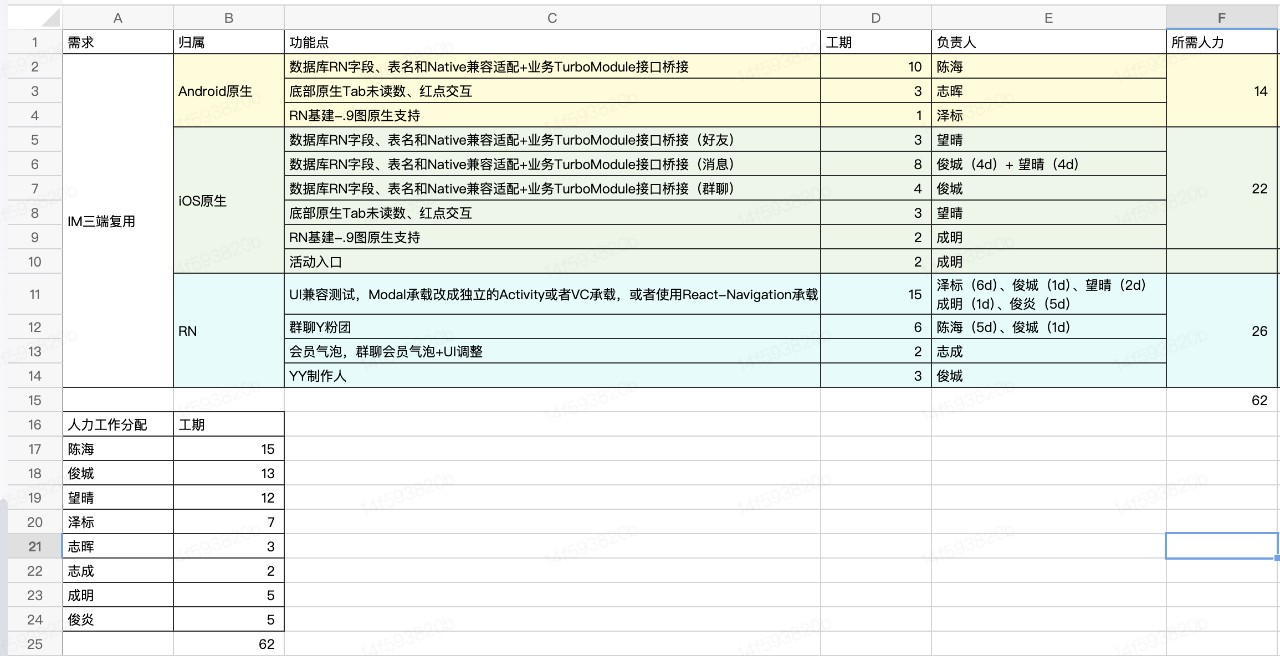 A B C D E F
1 需求 归属 功能点 工期 负责人 所需人力
2 数据库RN字段、表名和Native兼容适配+业务TurboModule接口桥接 10 陈海
3 Android原生 底部原生Tab未读数、红点交互 3 志晖 14
4 RN基建-.9图原生支持 1 泽标
5 数据库RN字段、表名和Native兼容适配+业务TurboModule接口桥接（好友） 3 望晴
6 数据库RN字段、表名和Native兼容适配+业务TurboModule接口桥接（消息） 8 俊城（4d）+ 望晴（4d）
7 数据库RN字段、表名和Native兼容适配+业务TurboModule接口桥接（群聊） 4 俊城 22
8 IM三端复用 iOS原生 底部原生Tab未读数、红点交互 3 望晴
9 RN基建-.9图原生支持 2 成明
10 活动入口 2 成明
11 UI兼容测试，Modal承载改成独立的Activity或者VC承载，或者使用React-Navigation承载 15 泽标（6d）、俊城（1d）、望晴（2d）
成明（1d）、俊炎（5d）
12 RN 群聊Y粉团 6 陈海（5d）、俊城（1d） 26
13 会员气泡，群聊会员气泡+UI调整 2 志成
14 YY制作人 3 俊城
15 62
16 人力工作分配 工期
17 陈海 15
18 俊城 13
19 望晴 12
20 泽标 7
21 志晖 3
22 志成 2
23 成明 5
24 俊炎 5
25 62